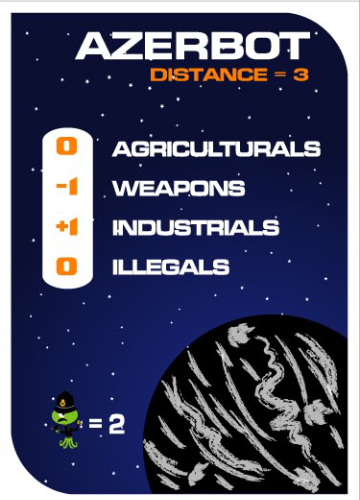 AZERBOT
DISTANCE = 3
0 AGRICULTURALS
-1 WEAPONS
+1 INDUSTRIALS
0 ILLEGALS
= 2